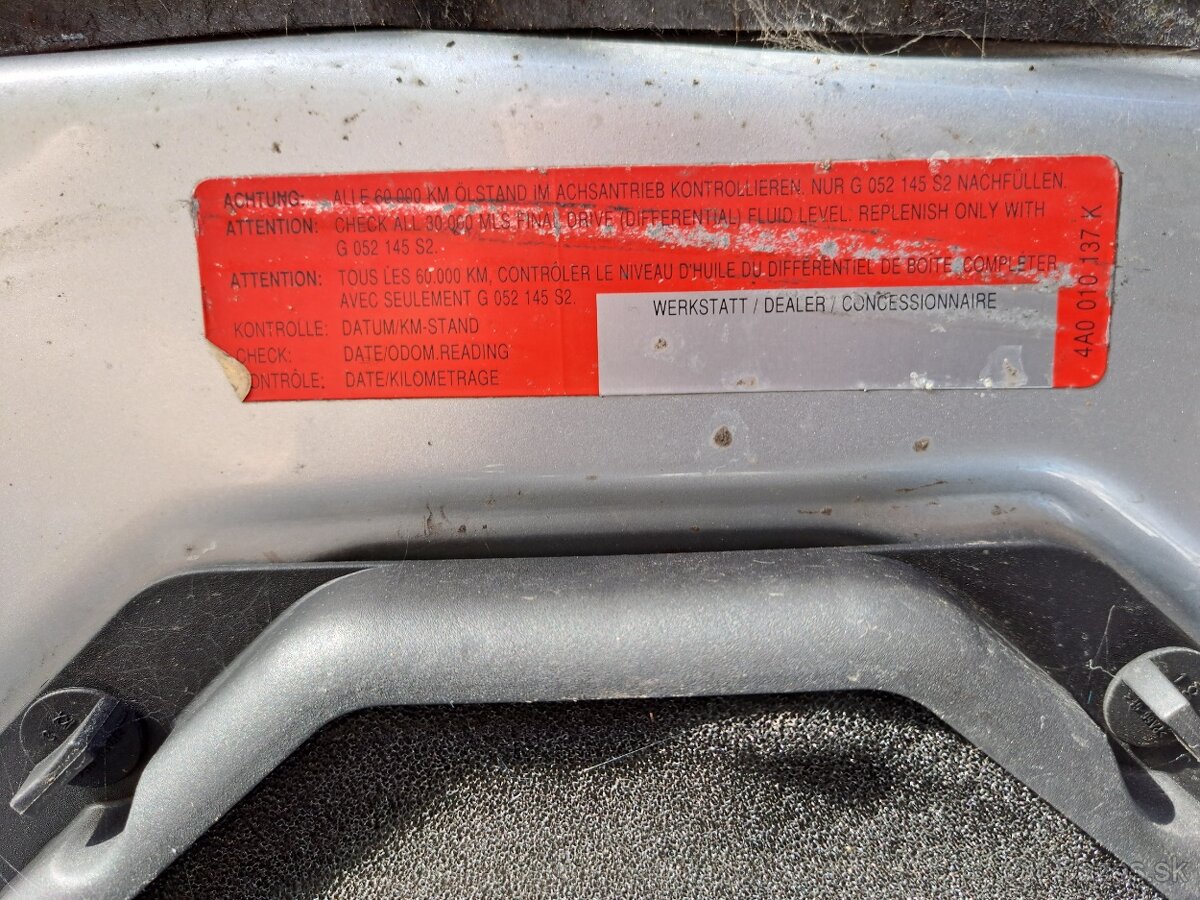 ACHTUNG: ALLE 60.000 KM ÖLSTAND IM ACHSANTRIEB KONTROLLIEREN. NUR G 052 145 S2 NACHFÜLLEN.
ATTENTION: CHECK ALL 30.000 MLS FINAL DRIVE (DIFFERENTIAL) FLUID LEVEL. REPLENISH ONLY WITH
G 052 145 S2.
ATTENTION: TOUS LES 60.000 KM, CONTRÔLER LE NIVEAU D'HUILE DU DIFFERENTIEL DE BOITE, COMPLETER
AVEC SEULEMENT G 052 145 S2.
KONTROLLE: DATUM/KM-STAND
CHECK: DATE/ODOM.READING
CONTRÔLE: DATE/KILOMETRAGE
WERKSTATT / DEALER / CONCESSIONNAIRE
4A0 010 137 K